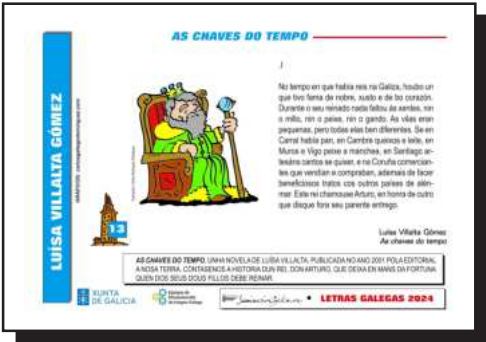 AS CHAVES DO TEMPO
LUÍSA VILLALTA GÓMEZ
I
No tempo en que había reis na Galiza, houbo un
que tivo fama de nobre, xusto e de bo corazón.
Durante o seu reinado nada faltou ás xentes, nin
o millo, nin o peixe, nin o gando. As vilas eran
pequenas, pero todas elas ben diferentes. Se en
Carral había pan, en Cambre queixos e leite, en
Muros e Vigo peixe a mancheas, en Santiago ar-
tesáns cantos se quixer, e na Coruña comercian-
tes que vendían e compraban, ademais de facer
beneficiosos tratos cos outros países de alén-
mar. Este rei chamouse Arturo, en honra de outro
que disque fora seu parente entrego.
Luísa Villalta Gómez
As chaves do tempo
13
AS CHAVES DO TEMPO, UNHA NOVELA DE LUÍSA VILLALTA, PUBLICADA NO ANO 2001 POLA EDITORIAL
A NOSA TERRA. CÓNTASENOS A HISTORIA DUN REI, DON ARTURO, QUE DEIXA EN MANS DA FORTUNA
QUEN DOS SEUS DOUS FILLOS DEBE REINAR.
XUNTA
DE GALICIA
LETRAS GALEGAS 2024